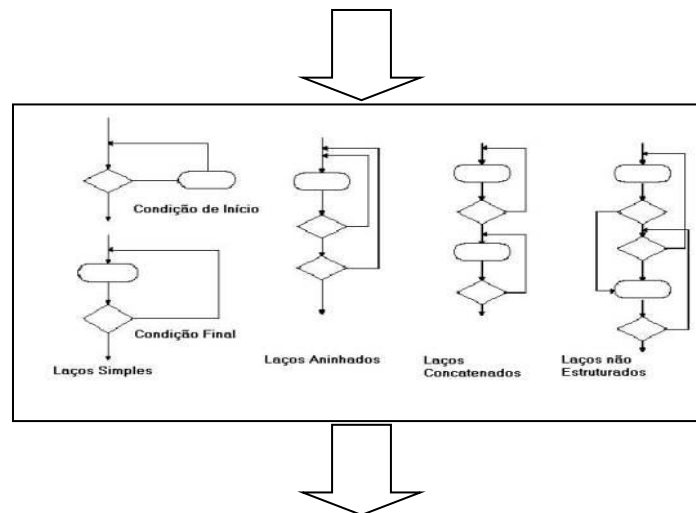 Condição de Início
Condição Final
Laços Simples
Laços Aninhados
Laços
Concatenados
Laços não
Estruturados